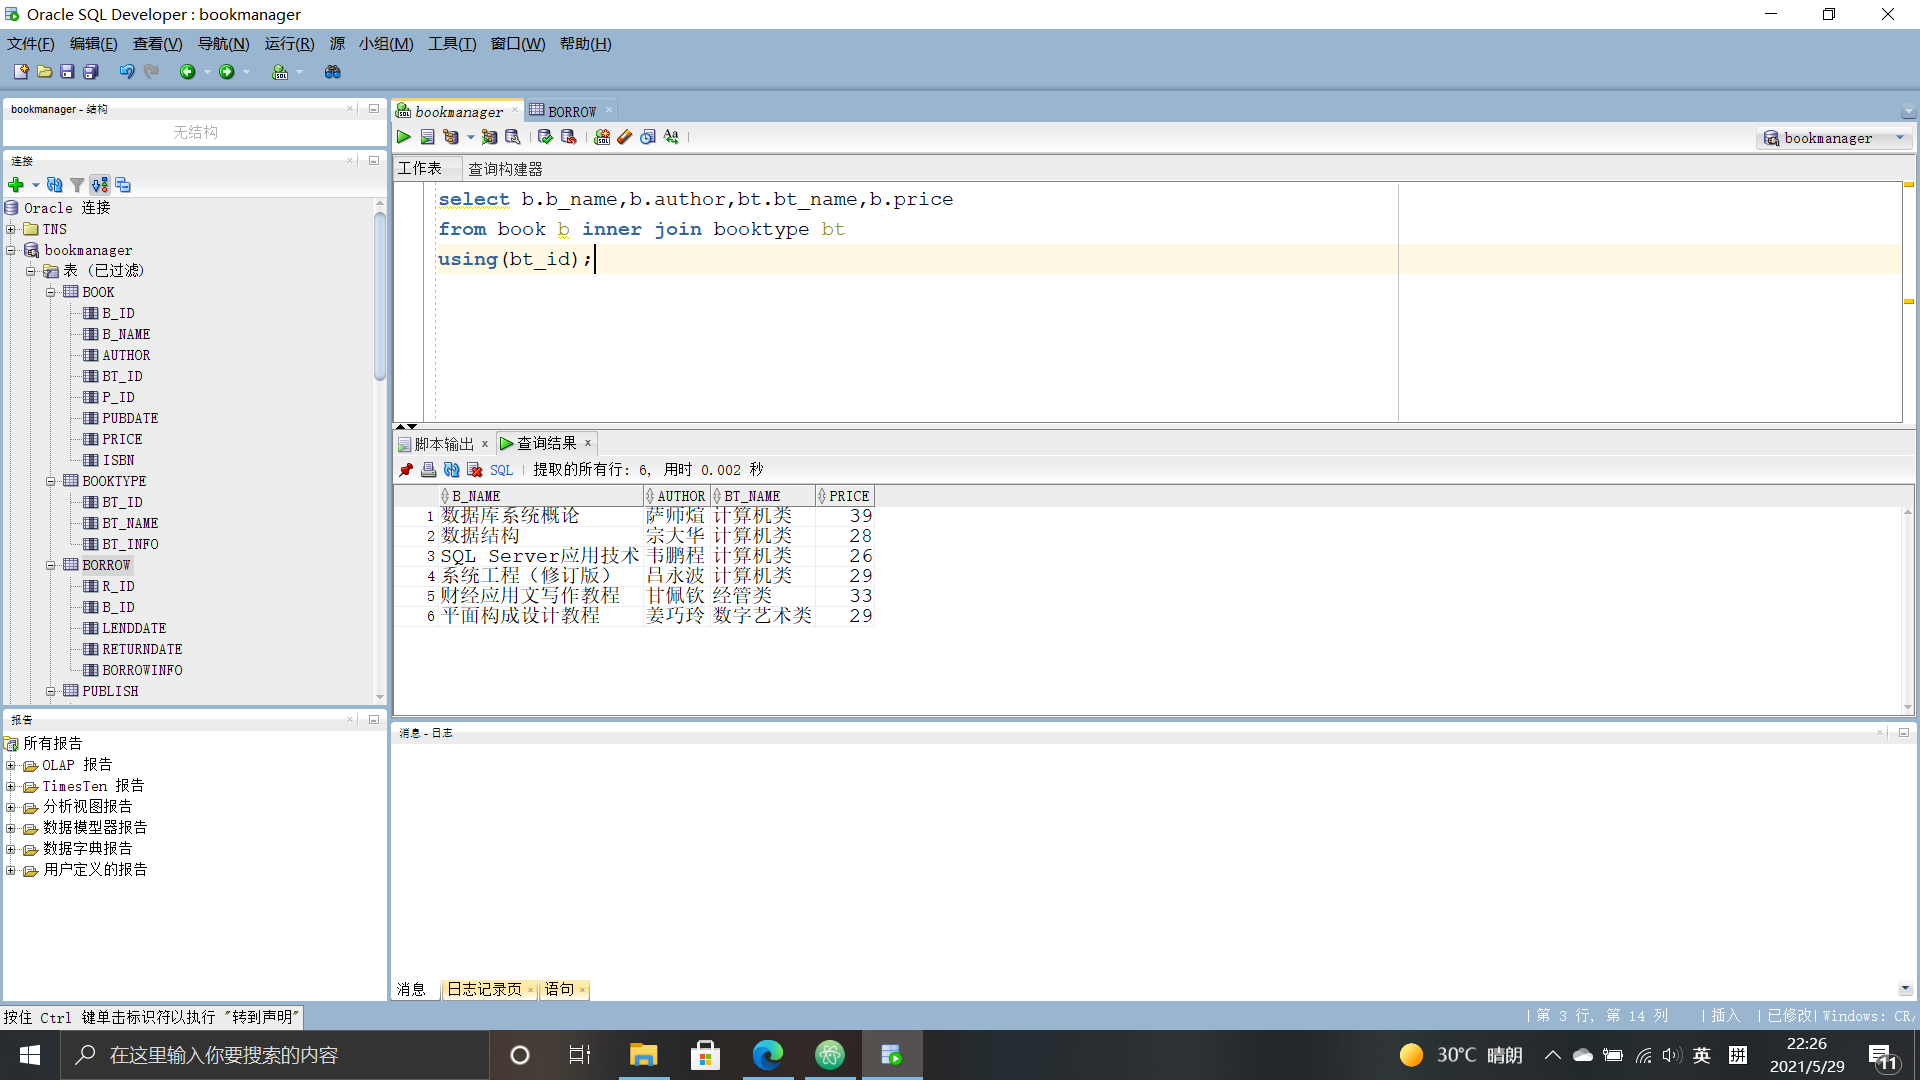 Oracle SQL Developer : bookmanager
文件(F) 编辑(E) 查看(V) 导航(N) 运行(R) 源 小组(M) 工具(T) 窗口(W) 帮助(H)
bookmanager - 结构
无结构
连接
Oracle 连接
TNS
bookmanager
表 (已过滤)
BOOK
B_ID
B_NAME
AUTHOR
BT_ID
P_ID
PUBDATE
PRICE
ISBN
BOOKTYPE
BT_ID
BT_NAME
BT_INFO
BORROW
R_ID
B_ID
LENDDATE
RETURNDATE
BORROWINFO
PUBLISH
报告
所有报告
OLAP 报告
TimesTen 报告
分析视图报告
数据模型器报告
数据字典报告
用户定义的报告
bookmanager BORROW
bookmanager
工作表 查询构建器
select b.b_name,b.author,bt.bt_name,b.price
from book b inner join booktype bt
using(bt_id);
脚本输出 查询结果
SQL 提取的所有行: 6, 用时 0.002 秒
B_NAME AUTHOR BT_NAME PRICE
1 数据库系统概论 萨师煊 计算机类 39
2 数据结构 宗大华 计算机类 28
3 SQL Server应用技术 韦鹏程 计算机类 26
4 系统工程（修订版） 吕永波 计算机类 29
5 财经应用文写作教程 甘佩钦 经管类 33
6 平面构成设计教程 姜巧玲 数字艺术类 29
消息 - 日志
消息 日志记录页 语句
按住 Ctrl 键单击标识符以执行 "转到声明"
第 3 行, 第 14 列 插入 已修改 Windows: CR/
在这里输入你要搜索的内容
30°C 晴朗
英 拼
22:26
2021/5/29
11